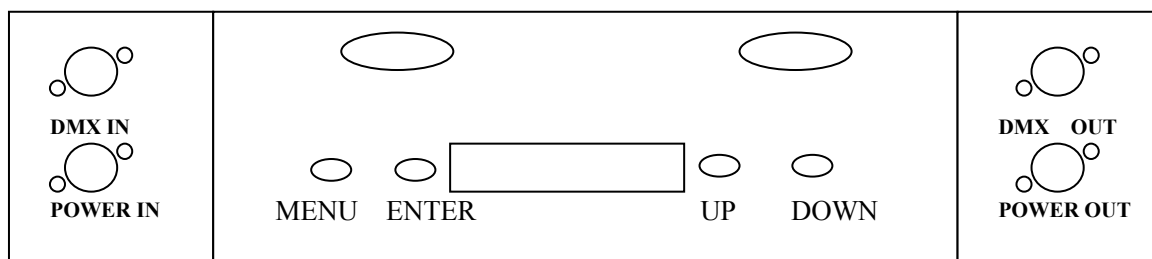 DMX IN
POWER IN
MENU ENTER UP DOWN
DMX OUT
POWER OUT